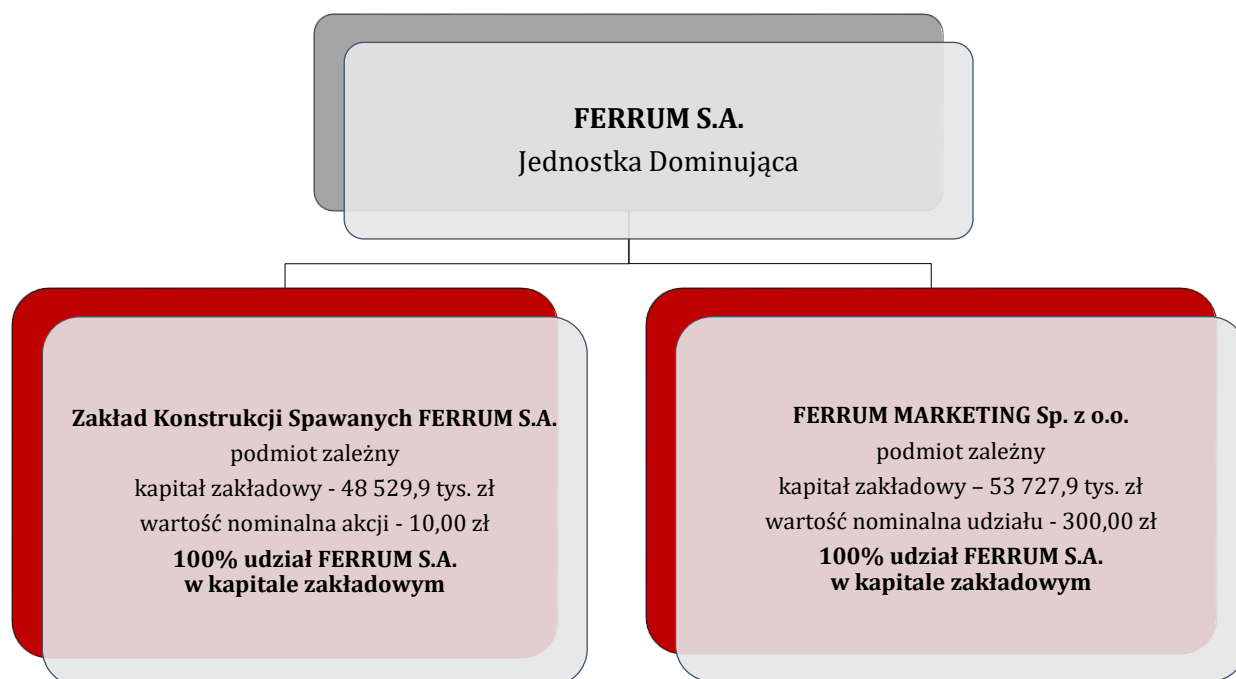 FERRUM S.A.
Jednostka Dominująca
Zakład Konstrukcji Spawanych FERRUM S.A.
podmiot zależny
kapitał zakładowy - 48 529,9 tys. zł
wartość nominalna akcji - 10,00 zł
100% udział FERRUM S.A.
w kapitale zakładowym
FERRUM MARKETING Sp. z o.o.
podmiot zależny
kapitał zakładowy – 53 727,9 tys. zł
wartość nominalna udziału - 300,00 zł
100% udział FERRUM S.A.
w kapitale zakładowym